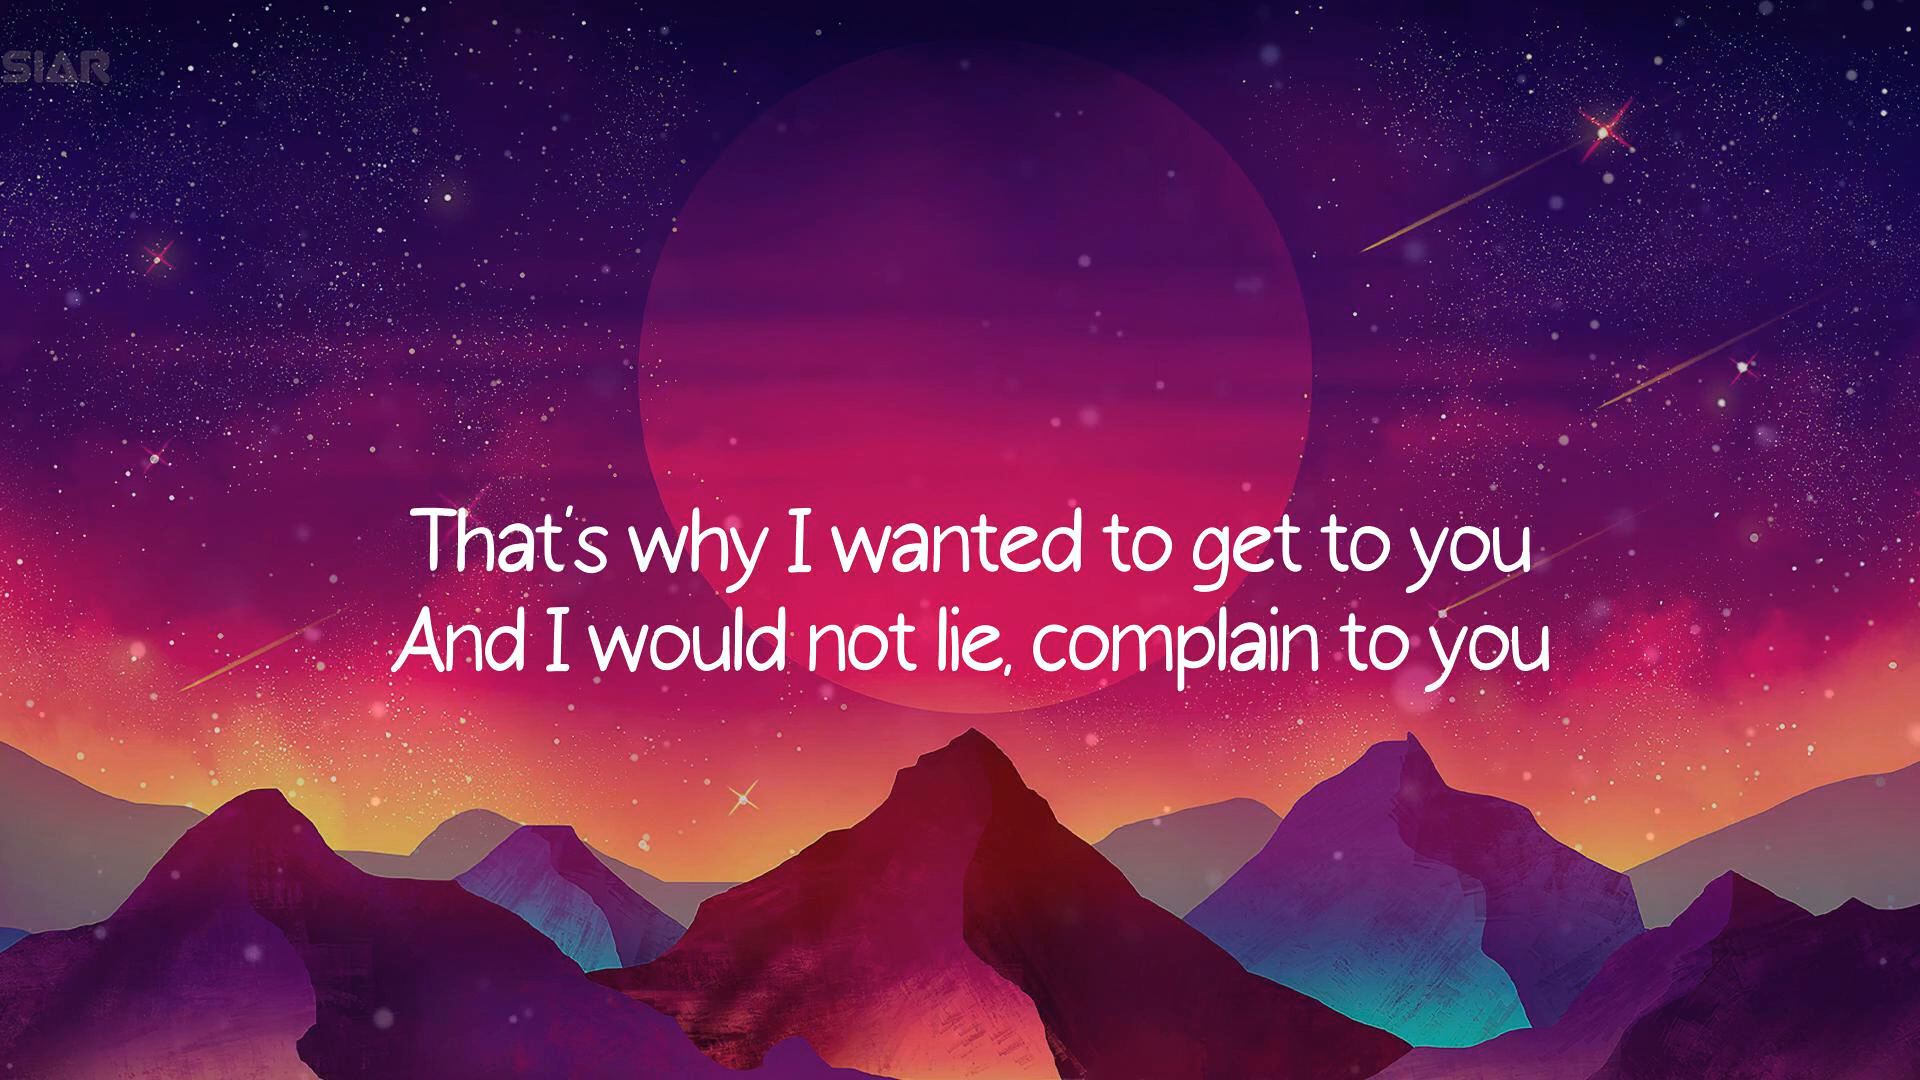 SIAR
That's why I wanted to get to you
And I would not lie, complain to you